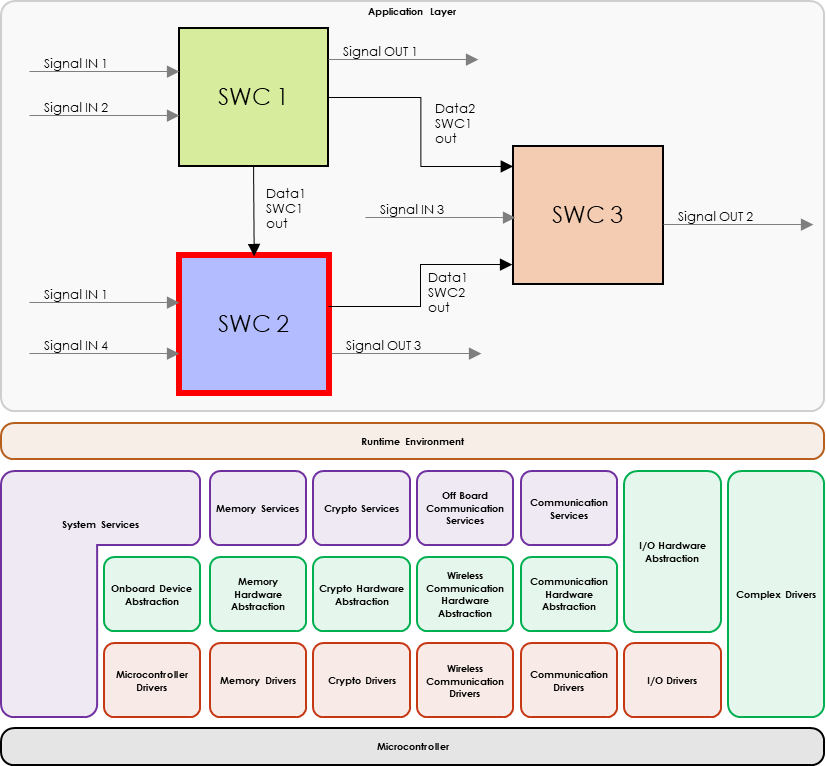 Application Layer
Signal IN 1
Signal IN 2
SWC 1
Signal OUT 1
Data2
SWC1
out
Data1
SWC1
out
Signal IN 3
SWC 3
Signal OUT 2
Signal IN 1
Signal IN 4
SWC 2
Data1
SWC2
out
Signal OUT 3
Runtime Environment
System Services
Memory Services
Crypto Services
Off Board
Communication
Services
Communication
Services
I/O Hardware
Abstraction
Complex Drivers
Onboard Device
Abstraction
Memory
Hardware
Abstraction
Crypto Hardware
Abstraction
Wireless
Communication
Hardware
Abstraction
Communication
Hardware
Abstraction
Microcontroller
Drivers
Memory Drivers
Crypto Drivers
Wireless
Communication
Drivers
Communication
Drivers
I/O Drivers
Microcontroller